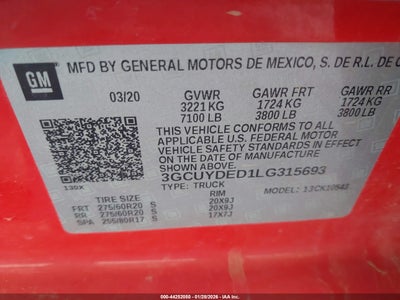 GM
MFD BY GENERAL MOTORS DE MEXICO, S. DE R.L. DE C
03/20 GVWR GAWR FRT GAWR RR
3221 KG 1724 KG 1724 KG
7100 LB 3800 LB 3800 LB
THIS VEHICLE CONFORMS TO ALL
APPLICABLE U.S. FEDERAL MOTOR
VEHICLE SAFETY STANDARDS IN
EFFECT ON THE DATE OF
MANUFACTURE SHOWN ABOVE.
3GCUYDED1LG315693
130X TYPE: TRUCK MODEL: 13CK10543
TIRE SIZE RIM
FRT 275/60R20 S 20X9J
RR 275/60R20 S 20X9J
SPA 255/80R17 S 17X7J
Stock #: 44252080 | 01/28/2026 | IAA